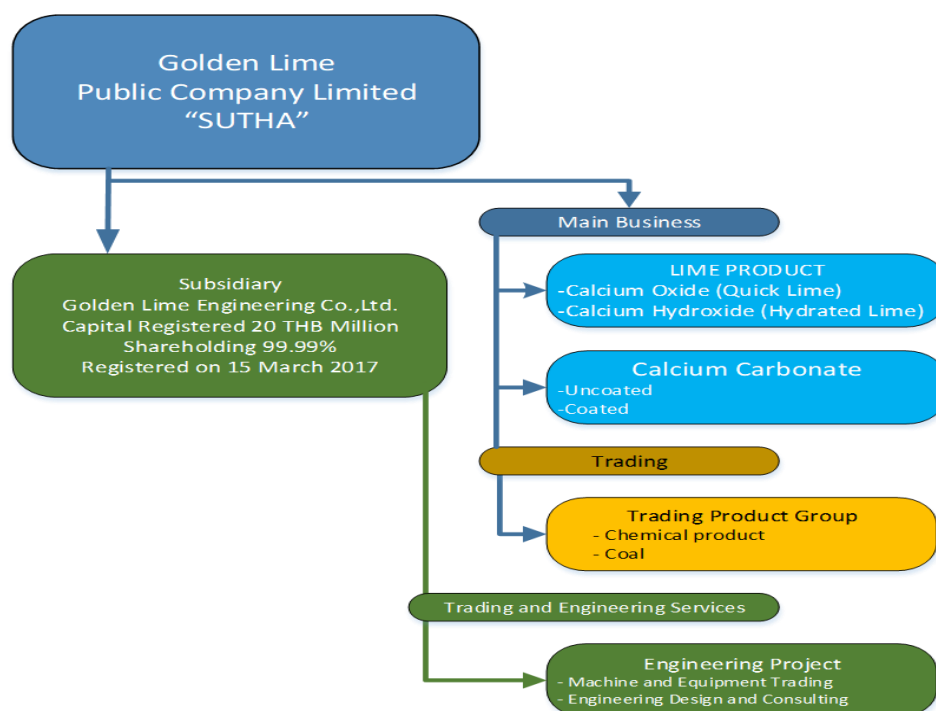 Golden Lime
Public Company Limited
“SUTHA”
Subsidiary
Golden Lime Engineering Co.,Ltd.
Capital Registered 20 THB Million
Shareholding 99.99%
Registered on 15 March 2017
Main Business
LIME PRODUCT
-Calcium Oxide (Quick Lime)
-Calcium Hydroxide (Hydrated Lime)
Calcium Carbonate
-Uncoated
-Coated
Trading
Trading Product Group
- Chemical product
- Coal
Trading and Engineering Services
Engineering Project
- Machine and Equipment Trading
- Engineering Design and Consulting